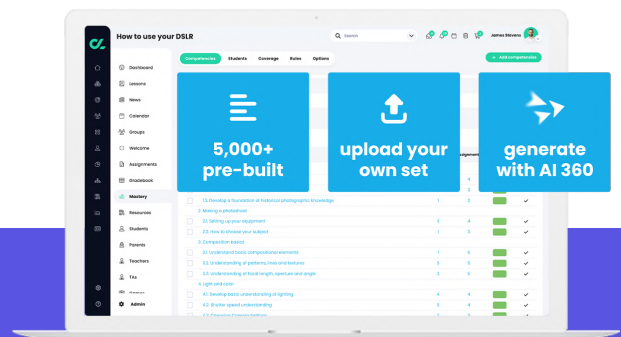 How to use your DSLR
Search
James Stevens
Competencies
Students
Coverage
Rules
Options
+ Add competencies
Dashboard
Lessons
News
Calendar
Groups
Welcome
Assignments
Gradebook
Mastery
Resources
Students
Parents
Teachers
TAs
Admin
5,000+
pre-built
upload your
own set
generate
with AI 360
1.3. Develop a foundation of historical photographic knowledge 1 2
2. Making a photoshoot
2.1. Setting up your equipment 3 4
2.3. How to choose your subject 1 3
3. Composition basics
3.1. Understand basic compositional elements 1 5
3.2. Understanding of patterns, lines and textures 3 5
3.3. Understanding of focal length, aperture and angle 2 5
4. Light and color
4.1. Develop basic understanding of lighting 4 4
4.2. Shutter speed understanding 5 4